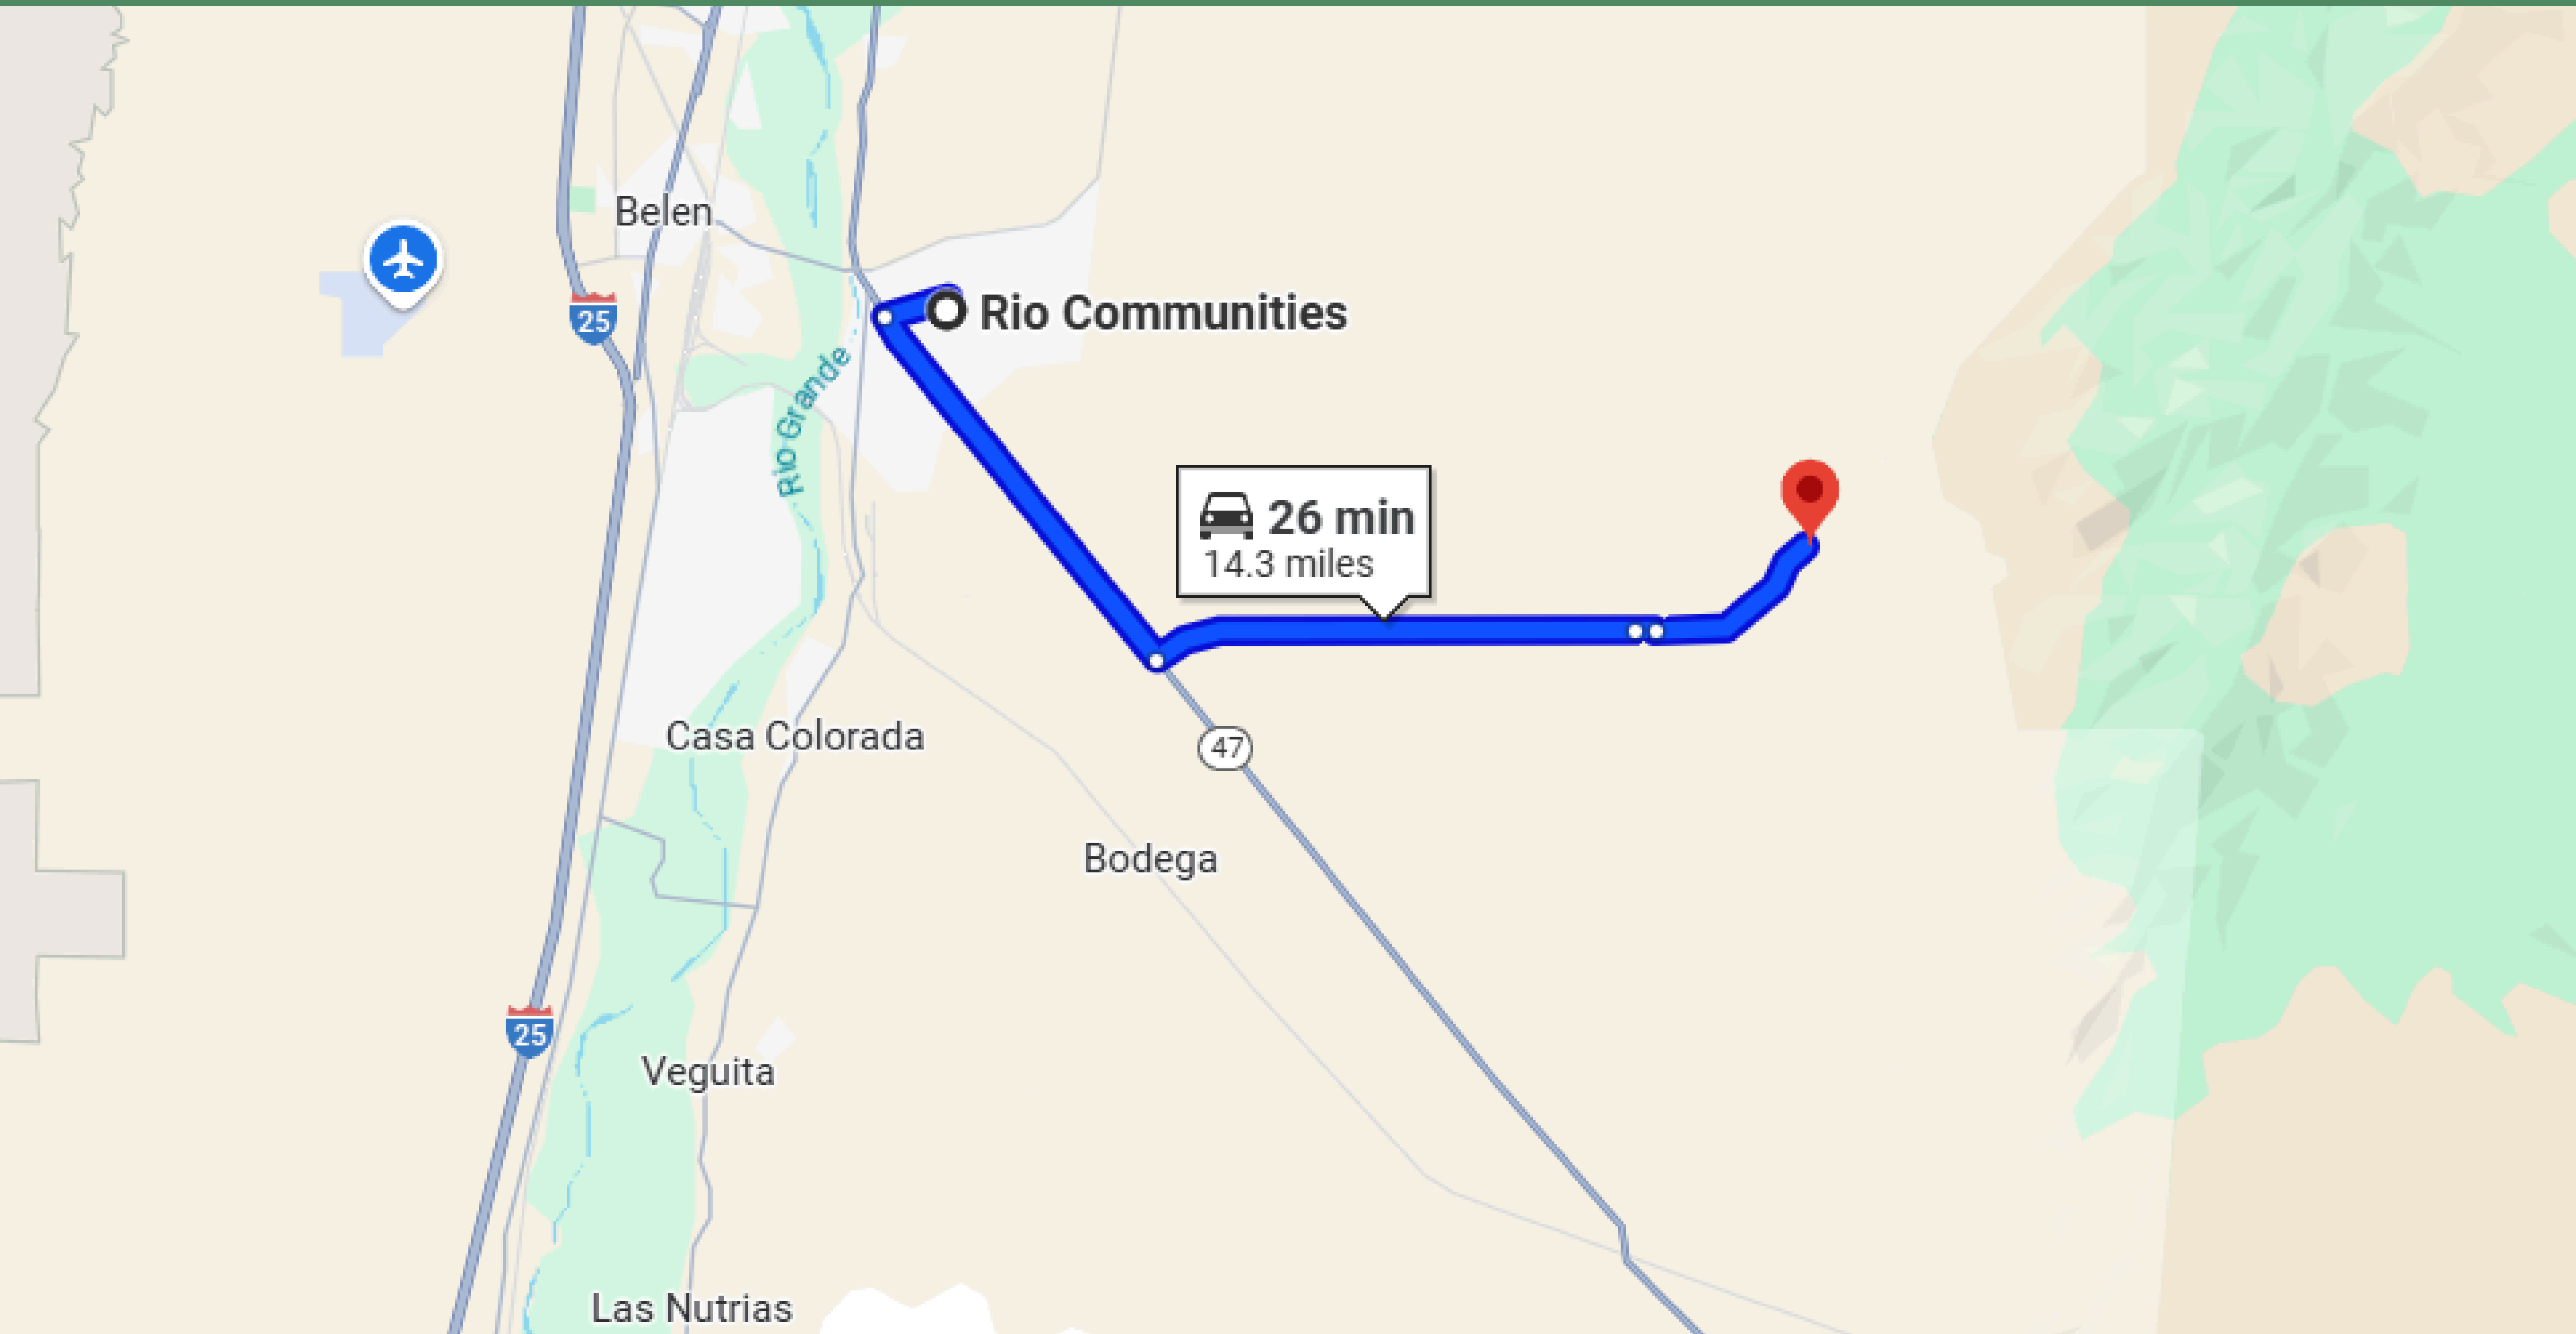 Belen
25
Rio Communities
Rio Grande
26 min
14.3 miles
Casa Colorada
47
Bodega
25
Veguita
Las Nutrias